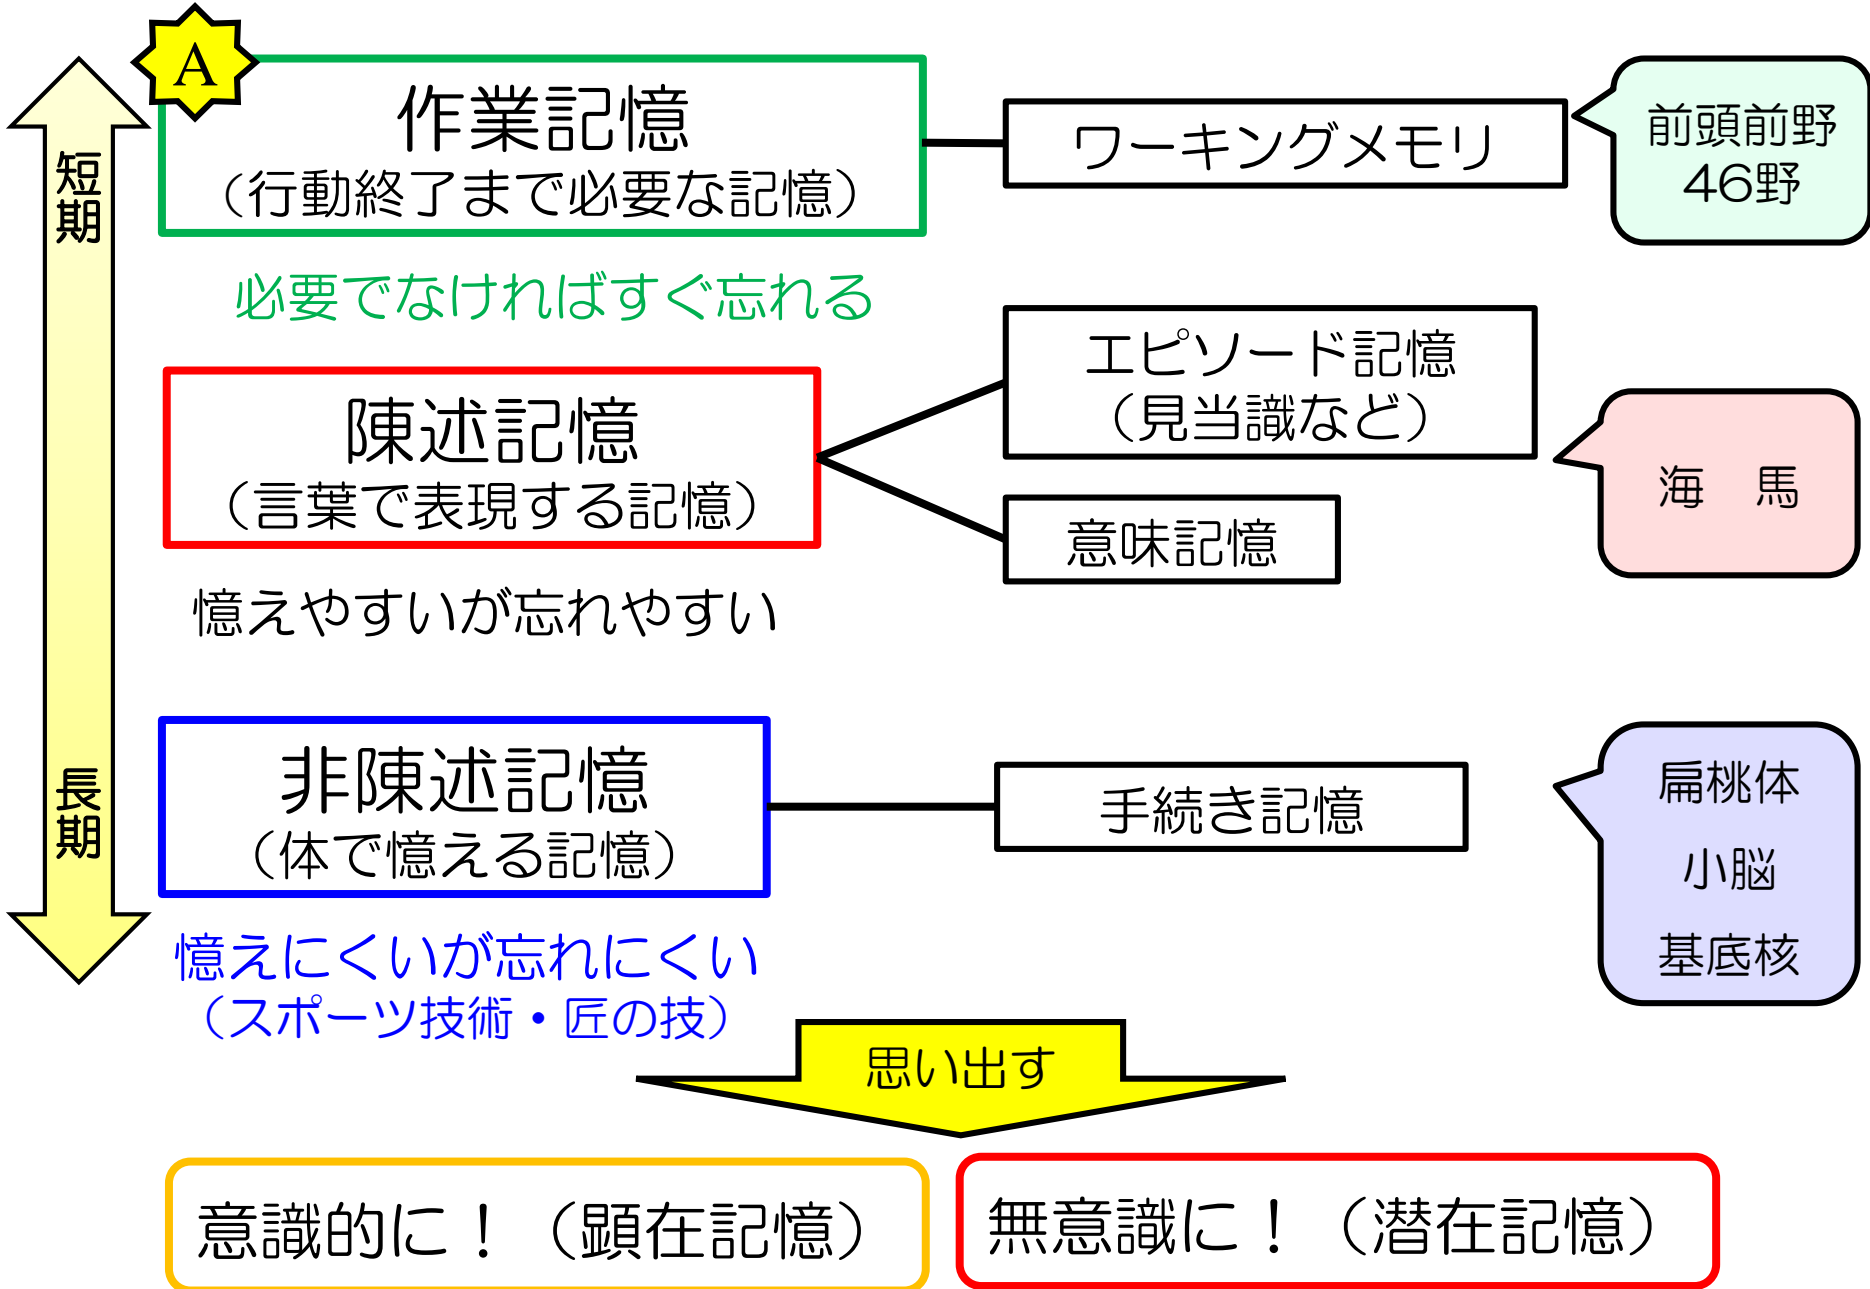 A
短期
作業記憶
（行動終了まで必要な記憶）
ワーキングメモリ
前頭前野
46野
必要でなければすぐ忘れる
陳述記憶
（言葉で表現する記憶）
エピソード記憶
（見当識など）
意味記憶
海　馬
憶えやすいが忘れやすい
長期
非陳述記憶
（体で憶える記憶）
手続き記憶
扁桃体
小脳
基底核
憶えにくいが忘れにくい
（スポーツ技術・匠の技）
思い出す
意識的に！（顕在記憶）
無意識に！（潜在記憶）